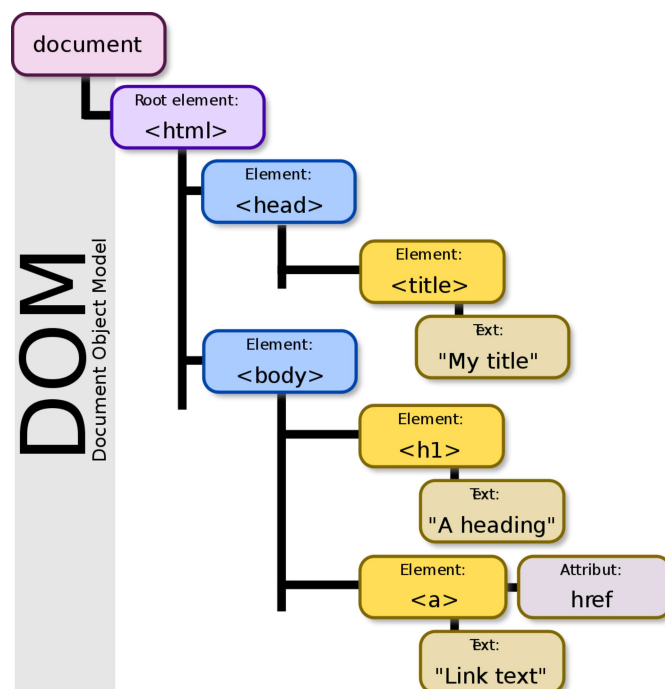 document
Root element:
<html>
Element:
<head>
Element:
<title>
Text:
"My title"
Element:
<body>
Element:
<h1>
Text:
"A heading"
Element:
<a>
Attribut:
href
Text:
"Link text"
DOM
Document Object Model